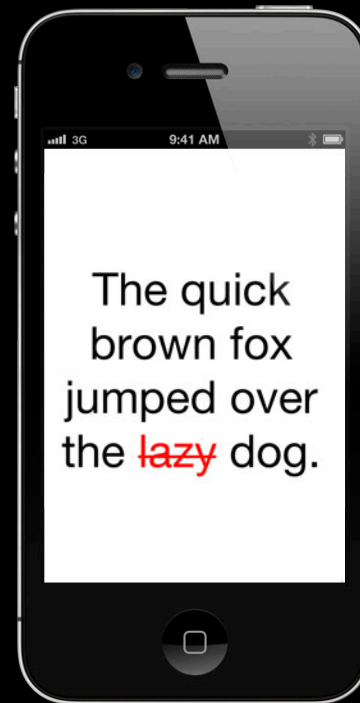 3G 9:41 AM
The quick
brown fox
jumped over
the lazy dog.